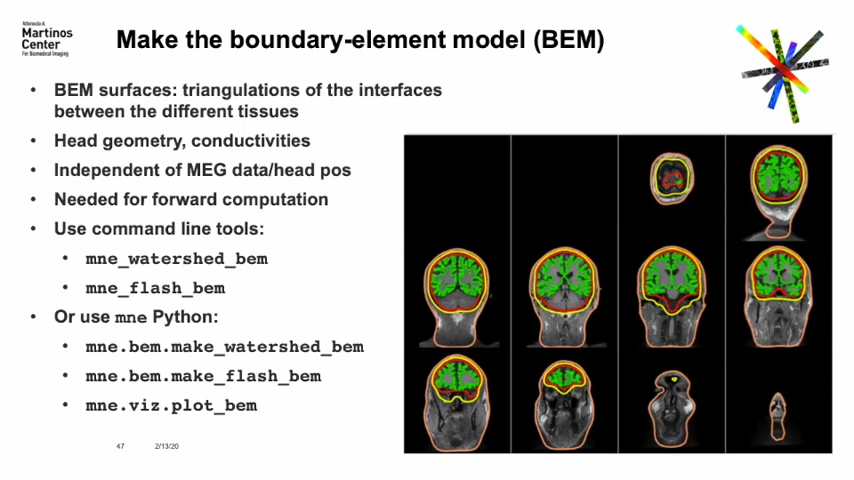 Athinoula A.
Martinos
Center
For Biomedical Imaging
Make the boundary-element model (BEM)
• BEM surfaces: triangulations of the interfaces
between the different tissues
• Head geometry, conductivities
• Independent of MEG data/head pos
• Needed for forward computation
• Use command line tools:
• mne_watershed_bem
• mne_flash_bem
• Or use mne Python:
• mne.bem.make_watershed_bem
• mne.bem.make_flash_bem
• mne.viz.plot_bem
47 2/13/20